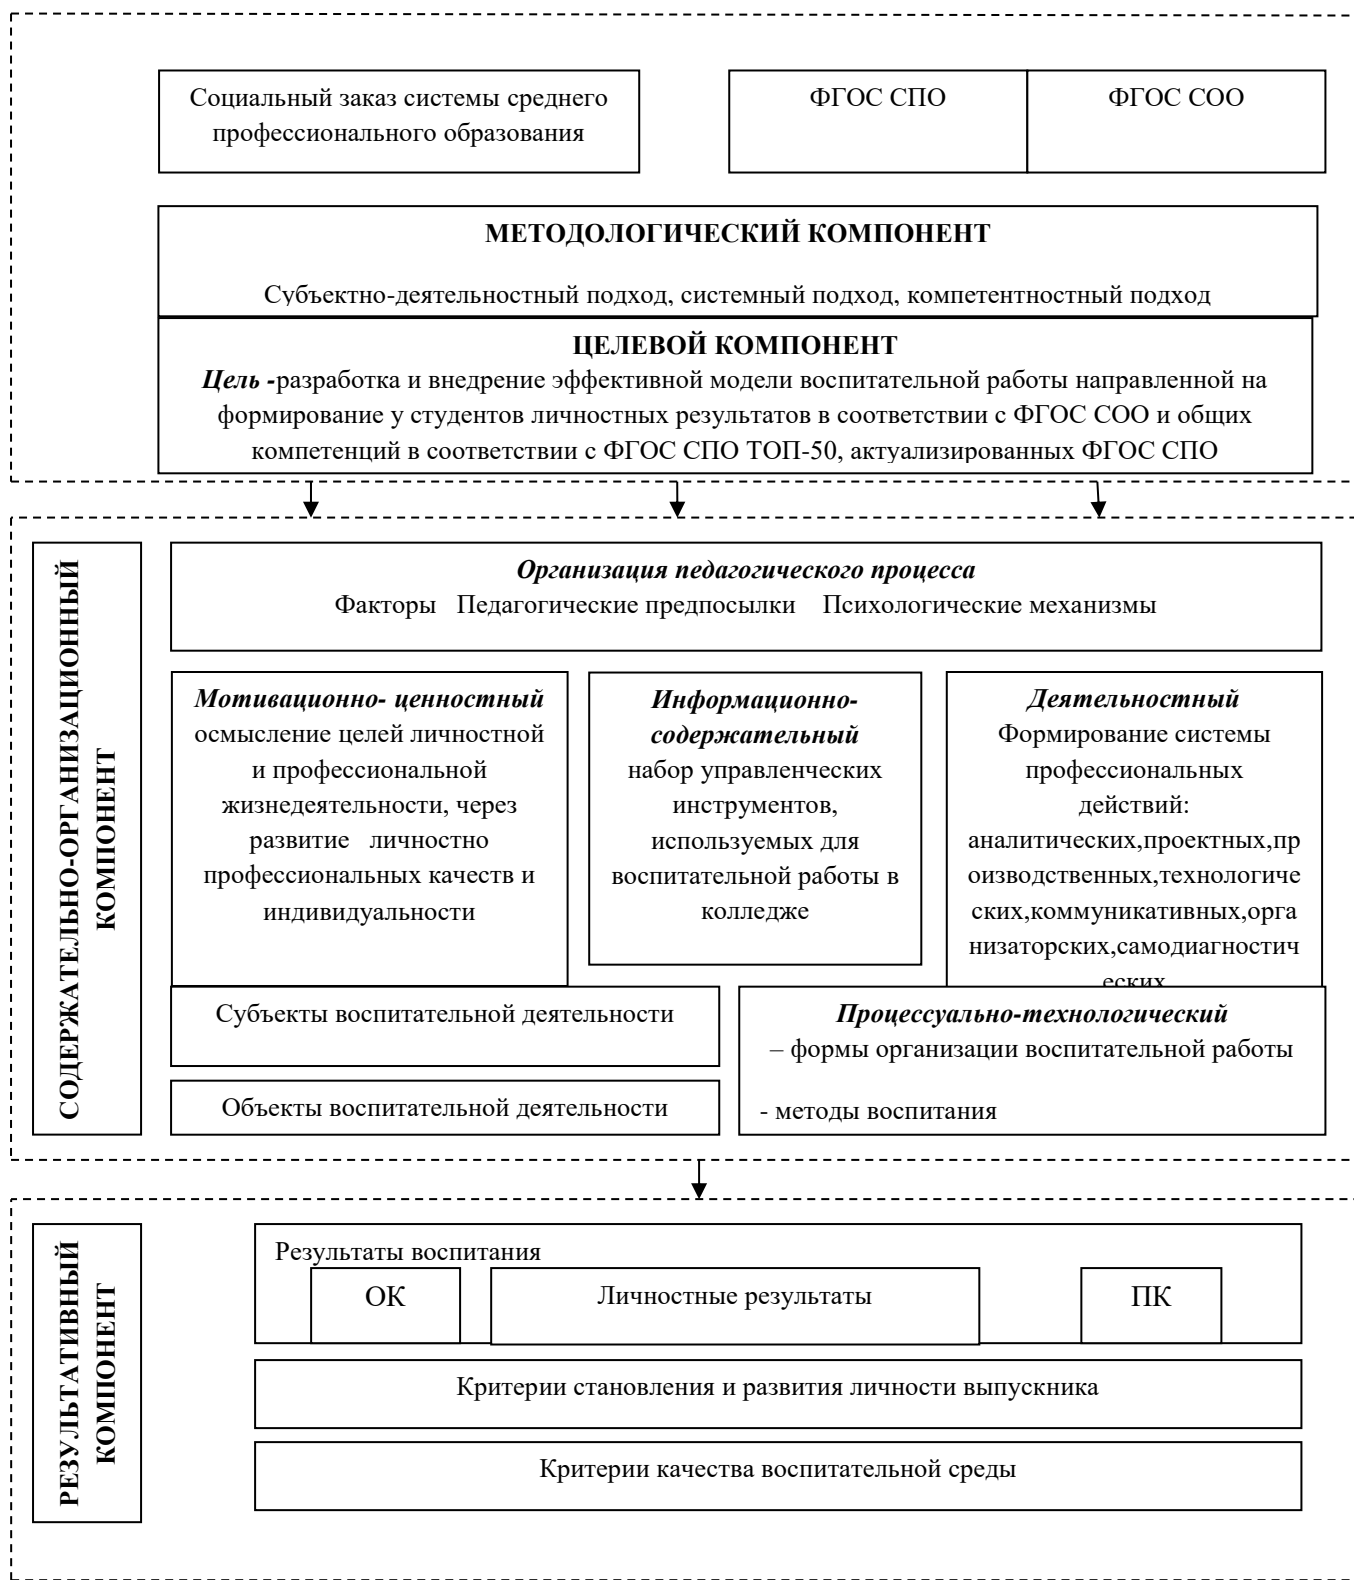 Социальный заказ системы среднего
профессионального образования
ФГОС СПО
ФГОС СОО
МЕТОДОЛОГИЧЕСКИЙ КОМПОНЕНТ
Субъектно-деятельностный подход, системный подход, компетентностный подход
ЦЕЛЕВОЙ КОМПОНЕНТ
Цель -разработка и внедрение эффективной модели воспитательной работы направленной на
формирование у студентов личностных результатов в соответствии с ФГОС СОО и общих
компетенций в соответствии с ФГОС СПО ТОП-50, актуализированных ФГОС СПО
СОДЕРЖАТЕЛЬНО-ОРГАНИЗАЦИОННЫЙ
КОМПОНЕНТ
Организация педагогического процесса
Факторы Педагогические предпосылки Психологические механизмы
Мотивационно- ценностный
осмысление целей личностной
и профессиональной
жизнедеятельности, через
развитие личностно
профессиональных качеств и
индивидуальности
Информационно-
содержательный
набор управленческих
инструментов,
используемых для
воспитательной работы в
колледже
Деятельностный
Формирование системы
профессиональных
действий:
аналитических,проектных,пр
оизводственных,технологиче
ских,коммуникативных,орга
низаторских,самодиагностич
еских
Субъекты воспитательной деятельности
Объекты воспитательной деятельности
Процессуально-технологический
– формы организации воспитательной работы
- методы воспитания
РЕЗУЛЬТАТИВНЫЙ
КОМПОНЕНТ
Результаты воспитания
ОК
Личностные результаты
ПК
Критерии становления и развития личности выпускника
Критерии качества воспитательной среды